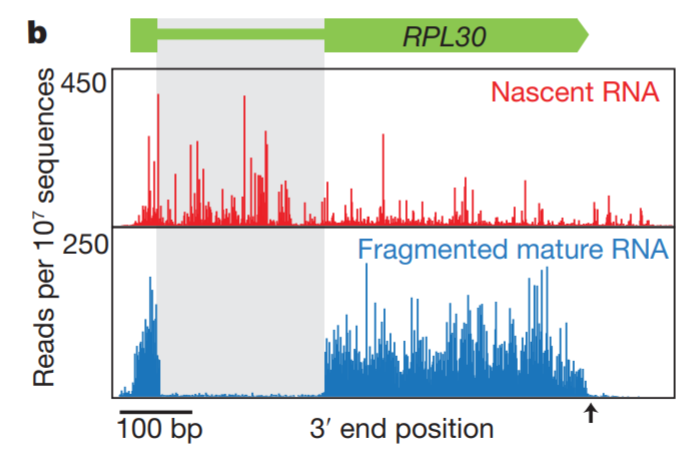 b
RPL30
450
Nascent RNA
250
Fragmented mature RNA
Reads per 10⁷ sequences
100 bp
3′ end position